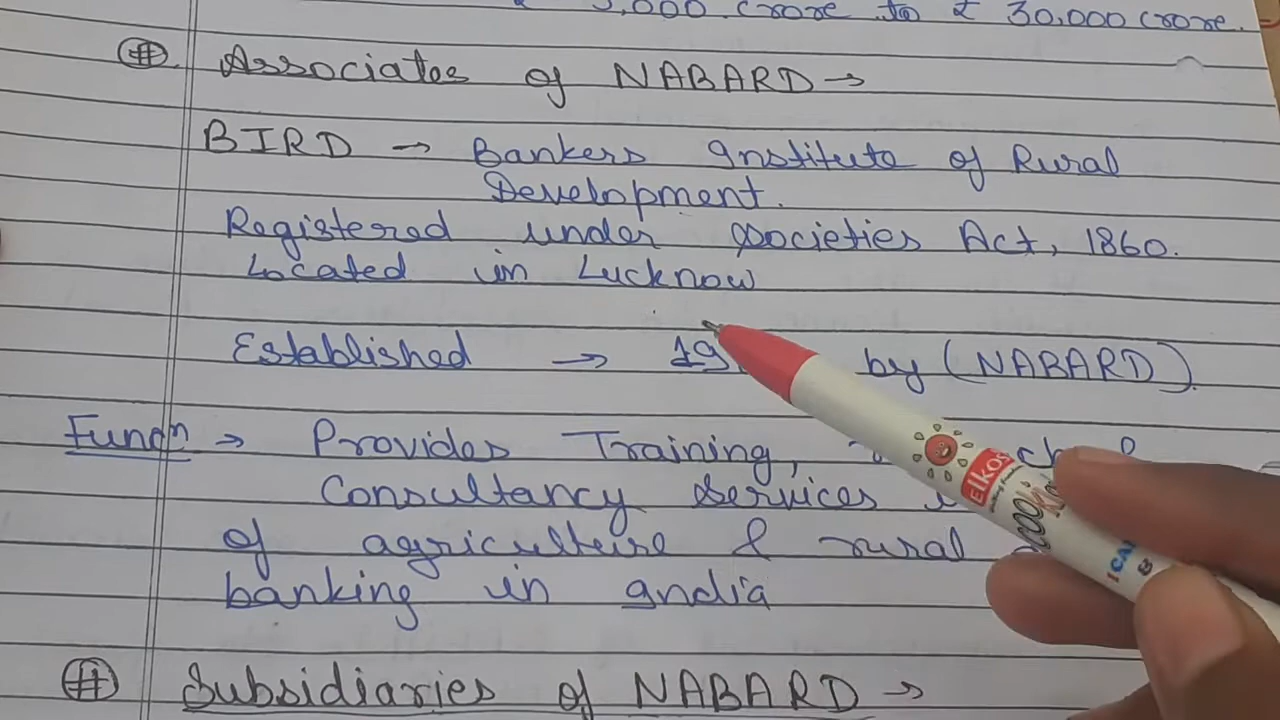 5,000 crore to ₹ 30,000 crore.
# Associates of NABARD →
BIRD → Bankers Institute of Rural
Development.
Registered under Societies Act, 1860.
Located in Lucknow
Established → by (NABARD).
Funcn → Provides Training, &
Consultancy Services
of agriculture & rural
banking in India
# Subsidiaries of NABARD →
elkos